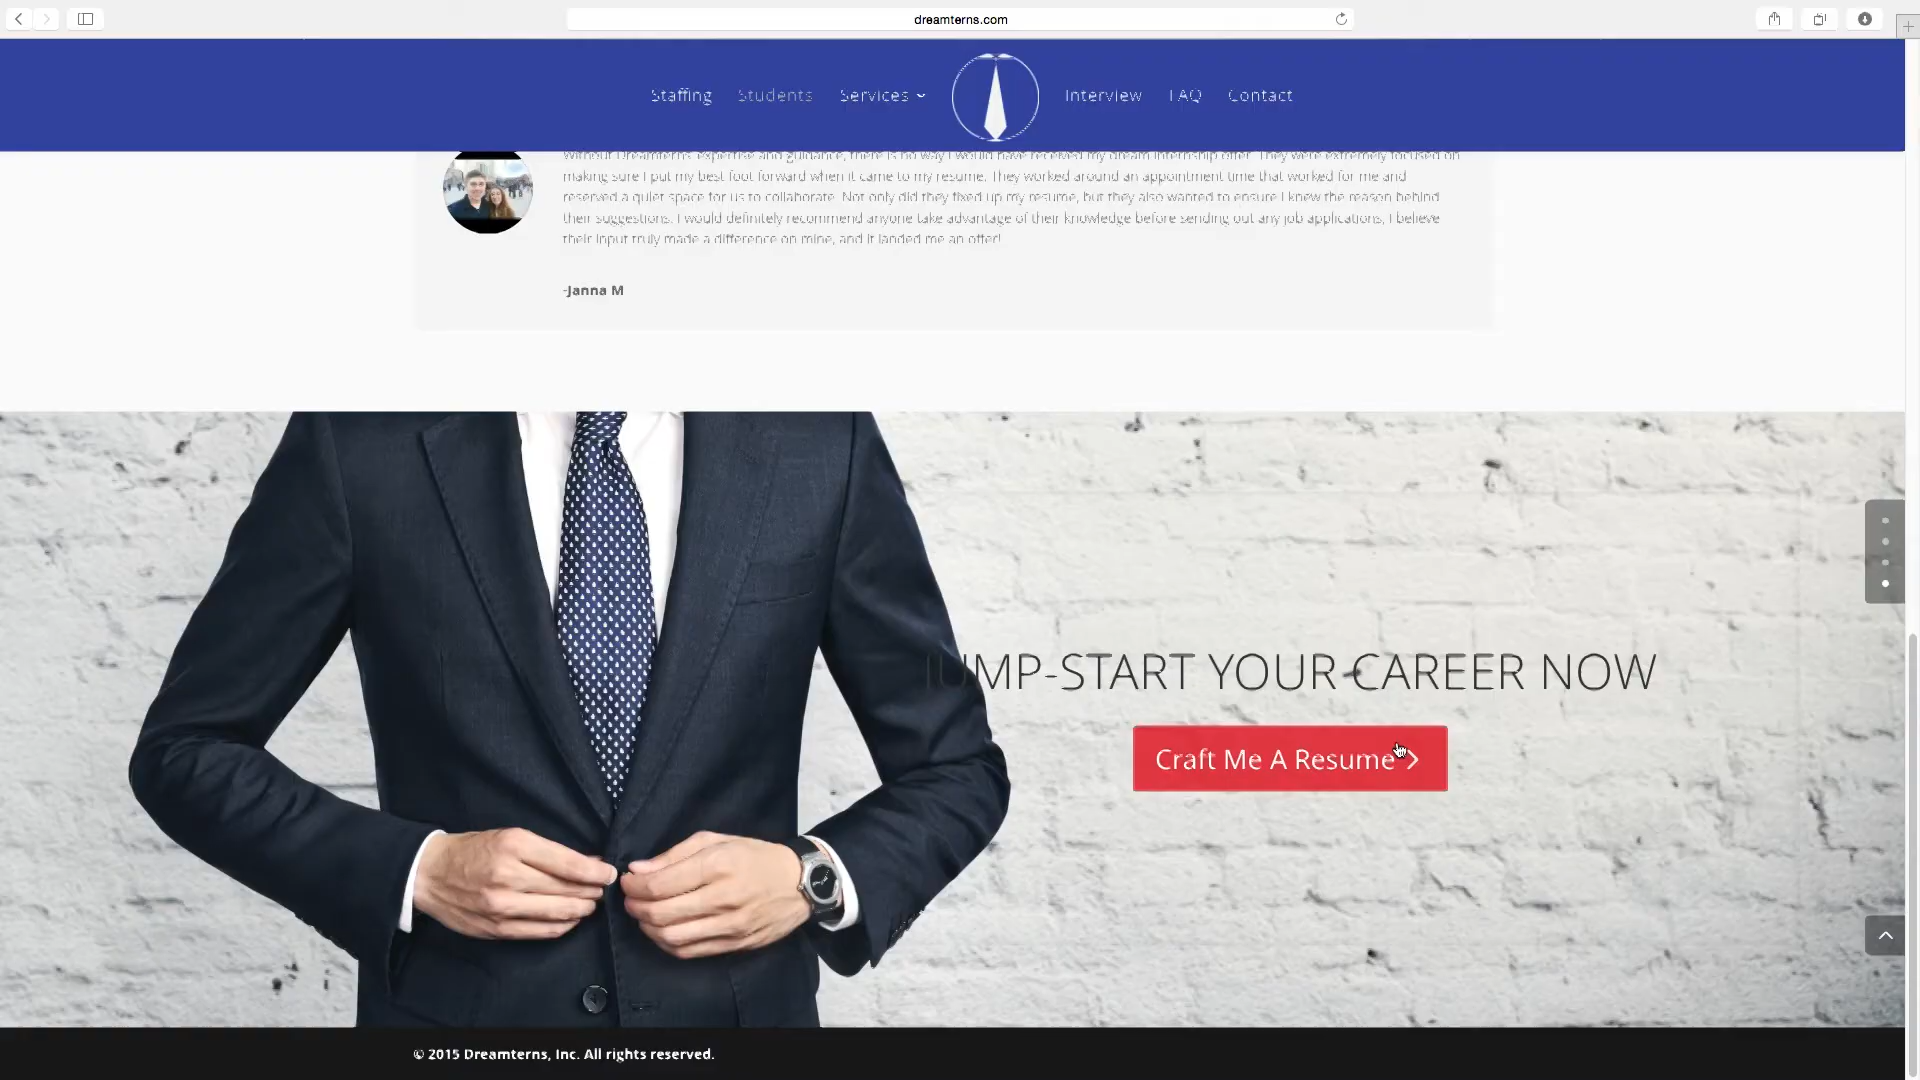 dreamterns.com
Staffing Students Services Interview FAQ Contact
Without Dreamterns' expertise and guidance, there is no way I would have received my dream internship offer. They were extremely focused on
making sure I put my best foot forward when it came to my resume. They worked around an appointment time that worked for me and
reserved a quiet space for us to collaborate. Not only did they fixed up my resume, but they also wanted to ensure I knew the reason behind
their suggestions. I would definitely recommend anyone take advantage of their knowledge before sending out any job applications, I believe
their input truly made a difference on mine, and it landed me an offer!
-Janna M
JUMP-START YOUR CAREER NOW
Craft Me A Resume
© 2015 Dreamterns, Inc. All rights reserved.